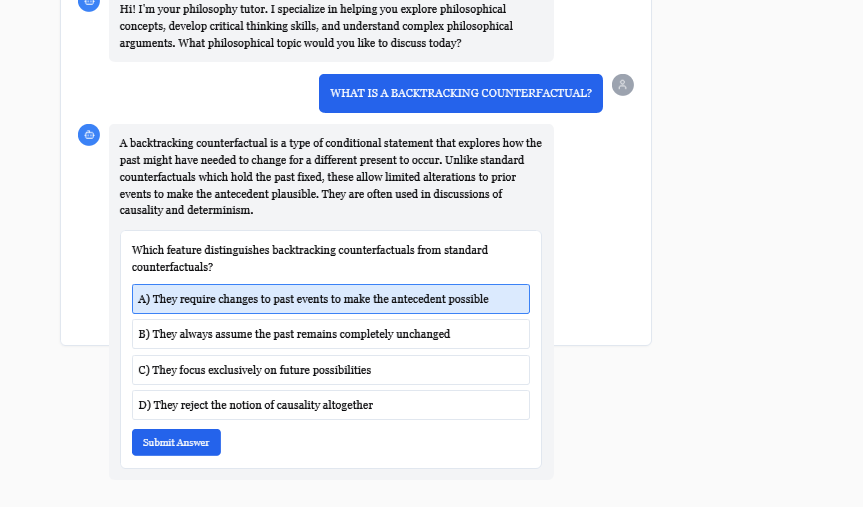 Hi! I'm your philosophy tutor. I specialize in helping you explore philosophical
concepts, develop critical thinking skills, and understand complex philosophical
arguments. What philosophical topic would you like to discuss today?
WHAT IS A BACKTRACKING COUNTERFACTUAL?
A backtracking counterfactual is a type of conditional statement that explores how the
past might have needed to change for a different present to occur. Unlike standard
counterfactuals which hold the past fixed, these allow limited alterations to prior
events to make the antecedent plausible. They are often used in discussions of
causality and determinism.
Which feature distinguishes backtracking counterfactuals from standard
counterfactuals?
A) They require changes to past events to make the antecedent possible
B) They always assume the past remains completely unchanged
C) They focus exclusively on future possibilities
D) They reject the notion of causality altogether
Submit Answer